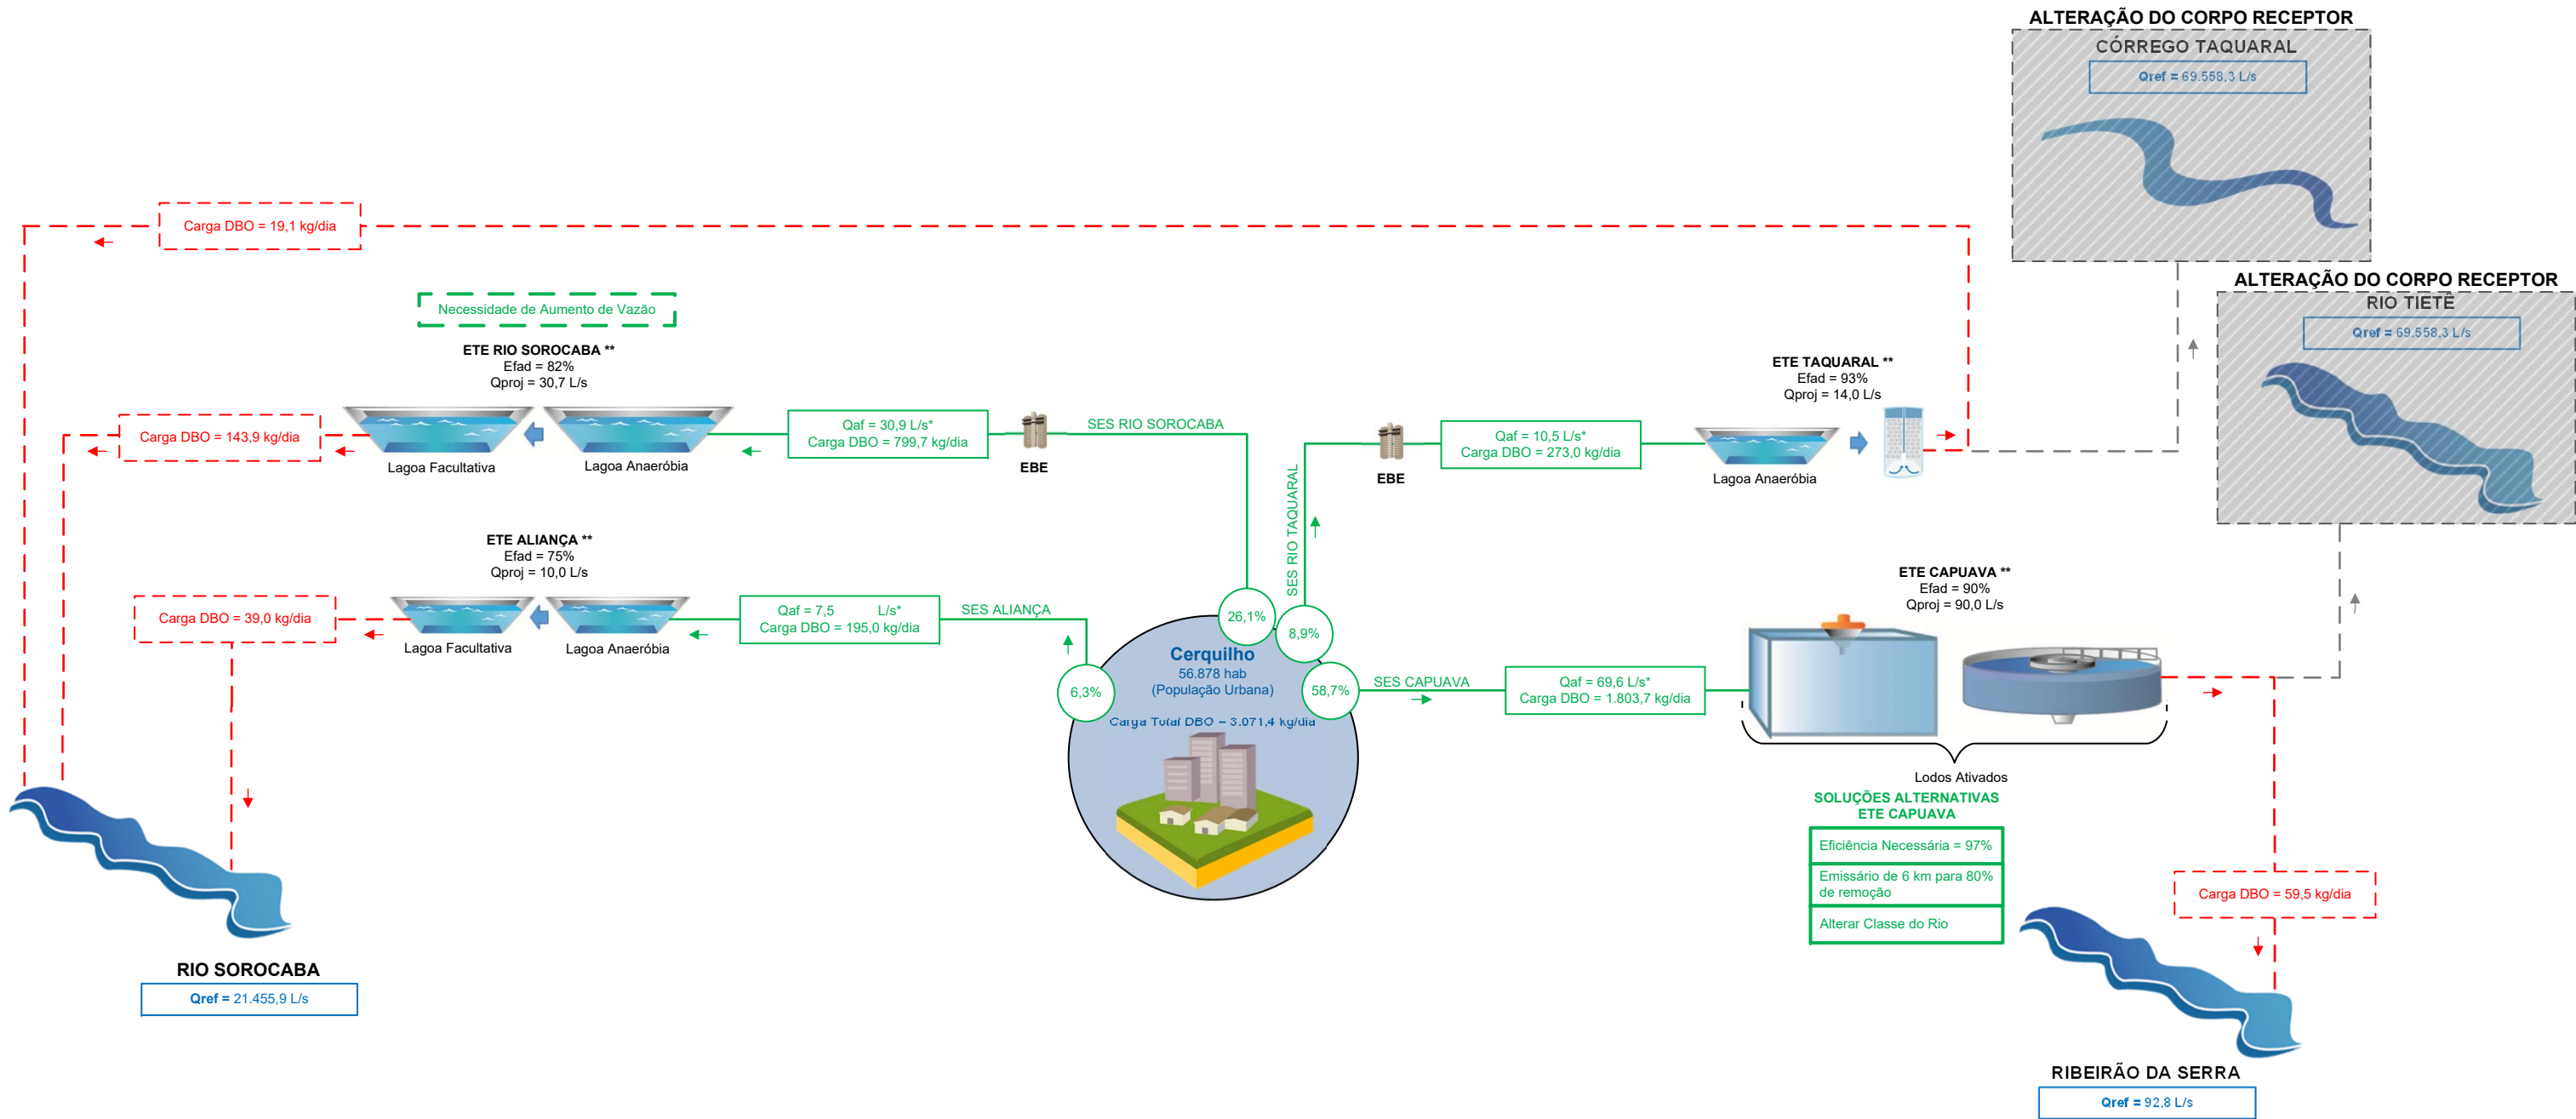 ALTERAÇÃO DO CORPO RECEPTOR
CÓRREGO TAQUARAL
Qref = 69.558,3 L/s
ALTERAÇÃO DO CORPO RECEPTOR
RIO TIETÊ
Qref = 69.558,3 L/s
Carga DBO = 19,1 kg/dia
Necessidade de Aumento de Vazão
ETE RIO SOROCABA **
Efad = 82%
Qproj = 30,7 L/s
Carga DBO = 143,9 kg/dia
Lagoa Facultativa
Lagoa Anaeróbia
Qaf = 30,9 L/s*
Carga DBO = 799,7 kg/dia
EBE
SES RIO SOROCABA
SES RIO TAQUARAL
EBE
Qaf = 10,5 L/s*
Carga DBO = 273,0 kg/dia
ETE TAQUARAL **
Efad = 93%
Qproj = 14,0 L/s
Lagoa Anaeróbia
ETE ALIANÇA **
Efad = 75%
Qproj = 10,0 L/s
Carga DBO = 39,0 kg/dia
Lagoa Facultativa
Lagoa Anaeróbia
Qaf = 7,5 L/s*
Carga DBO = 195,0 kg/dia
SES ALIANÇA
6,3%
26,1%
8,9%
58,7%
Cerquilho
56.878 hab
(População Urbana)
Carga Total DBO = 3.071,4 kg/dia
SES CAPUAVA
Qaf = 69,6 L/s*
Carga DBO = 1.803,7 kg/dia
ETE CAPUAVA **
Efad = 90%
Qproj = 90,0 L/s
Lodos Ativados
SOLUÇÕES ALTERNATIVAS
ETE CAPUAVA
Eficiência Necessária = 97%
Emissário de 6 km para 80%
de remoção
Alterar Classe do Rio
Carga DBO = 59,5 kg/dia
RIO SOROCABA
Qref = 21.455,9 L/s
RIBEIRÃO DA SERRA
Qref = 92,8 L/s